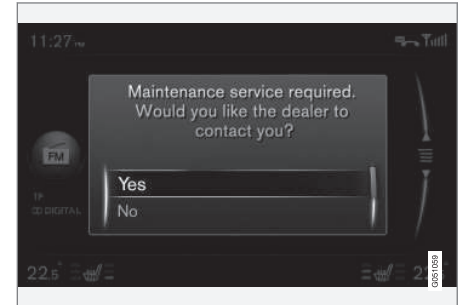 11:27
Maintenance service required.
Would you like the dealer to
contact you?
FM
Yes
DIGITAL
No
22.5°
G051059